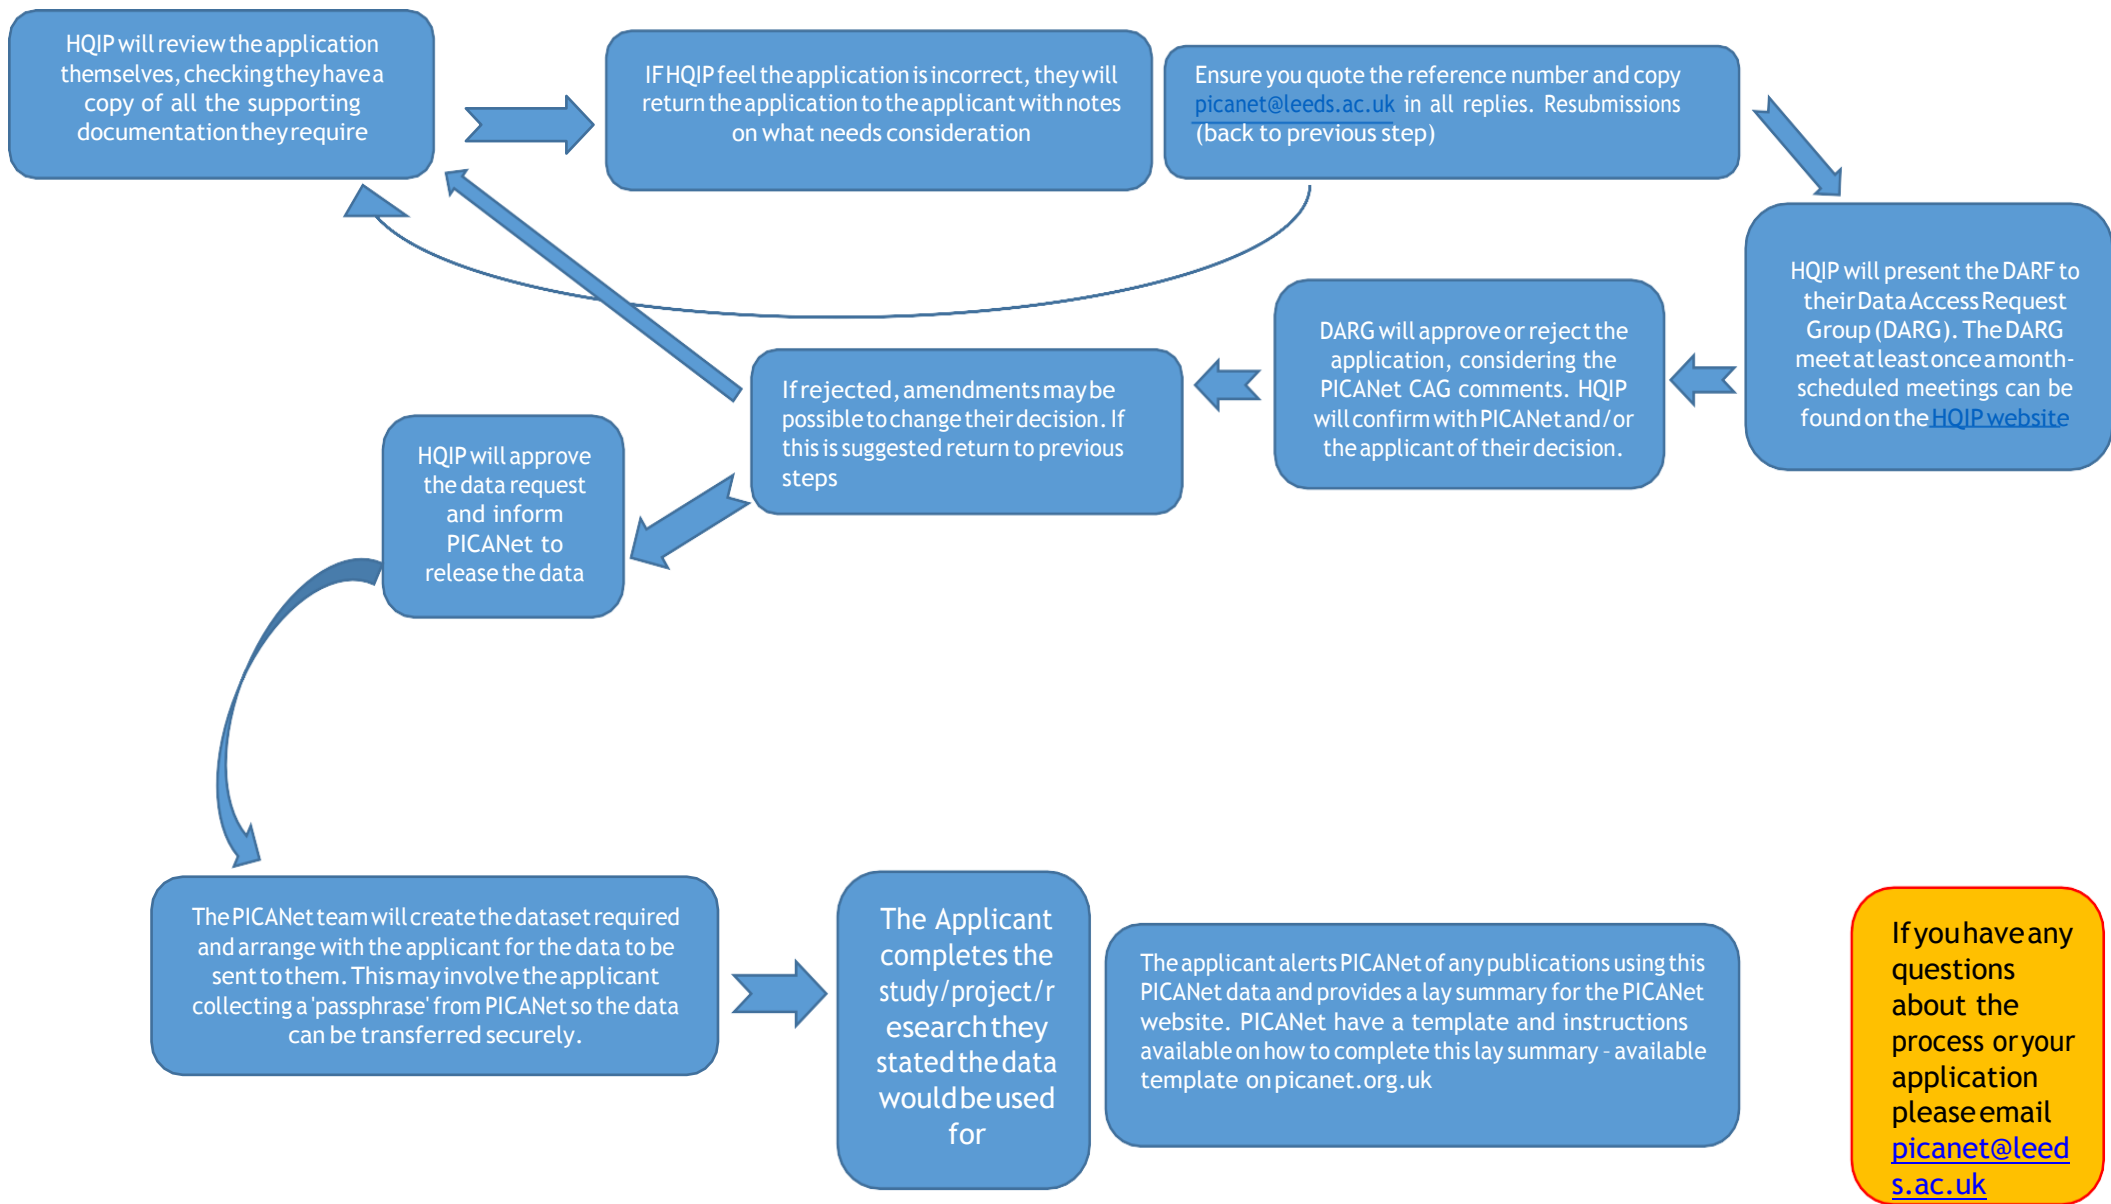 HQIP will review the application
themselves, checking they have a
copy of all the supporting
documentation they require
IF HQIP feel the application is incorrect, they will
return the application to the applicant with notes
on what needs consideration
Ensure you quote the reference number and copy
picanet@leeds.ac.uk in all replies. Resubmissions
(back to previous step)
HQIP will present the DARF to
their Data Access Request
Group (DARG). The DARG
meet at least once a month-
scheduled meetings can be
found on the HQIP website
DARG will approve or reject the
application, considering the
PICANet CAG comments. HQIP
will confirm with PICANet and/or
the applicant of their decision.
If rejected, amendments may be
possible to change their decision. If
this is suggested return to previous
steps
HQIP will approve
the data request
and inform
PICANet to
release the data
The PICANet team will create the dataset required
and arrange with the applicant for the data to be
sent to them. This may involve the applicant
collecting a 'passphrase' from PICANet so the data
can be transferred securely.
The Applicant
completes the
study/project/r
esearch they
stated the data
would be used
for
The applicant alerts PICANet of any publications using this
PICANet data and provides a lay summary for the PICANet
website. PICANet have a template and instructions
available on how to complete this lay summary - available
template on picanet.org.uk
If you have any
questions
about the
process or your
application
please email
picanet@leed
s.ac.uk